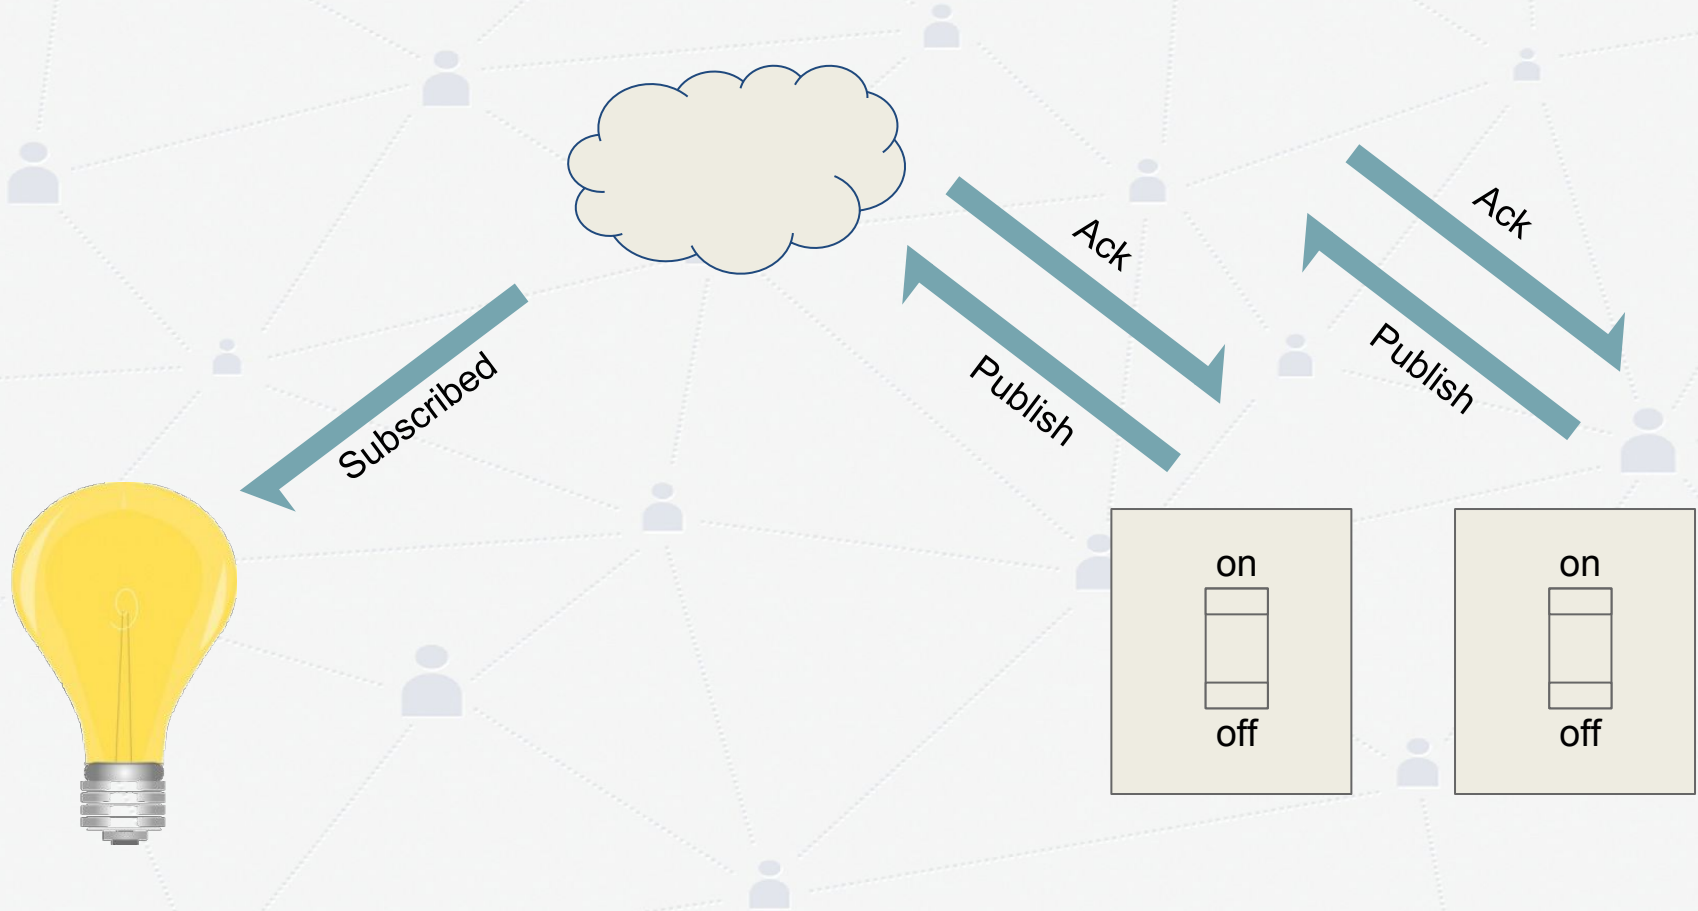 Ack
Ack
Publish
Publish
Subscribed
on
on
off
off